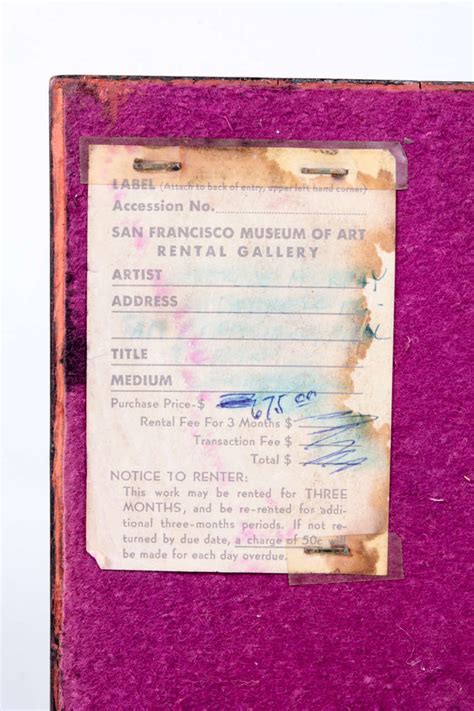 LABEL (Attach to back of entry, upper left hand corner)
Accession No.
SAN FRANCISCO MUSEUM OF ART
RENTAL GALLERY
ARTIST
ADDRESS
TITLE
MEDIUM
Purchase Price-$ 675 00
Rental Fee For 3 Months $
Transaction Fee $
Total $
NOTICE TO RENTER:
This work may be rented for THREE
MONTHS, and be re-rented for addi-
tional three-months periods. If not re-
turned by due date, a charge of 50c will
be made for each day overdue.